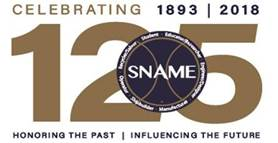 CELEBRATING 1893 | 2018
125
SNAME
HONORING THE PAST | INFLUENCING THE FUTURE